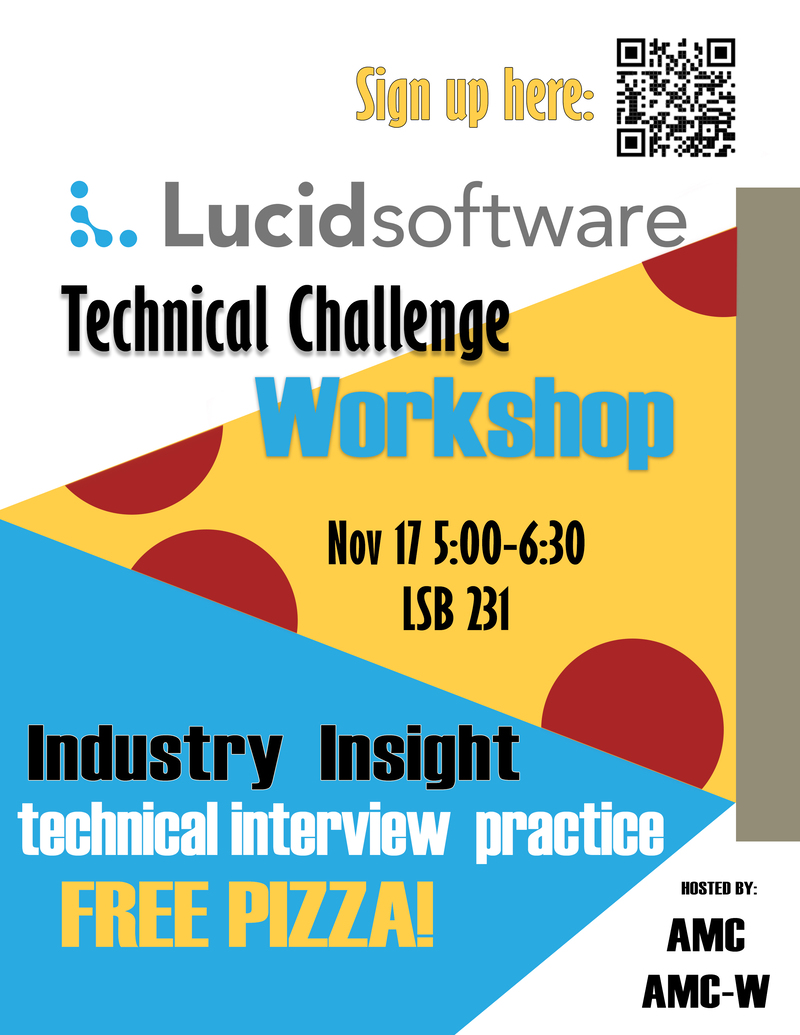 Sign up here:
Lucidsoftware
Technical Challenge
Workshop
Nov 17 5:00-6:30
LSB 231
Industry Insight
technical interview practice
FREE PIZZA!
HOSTED BY:
AMC
AMC-W